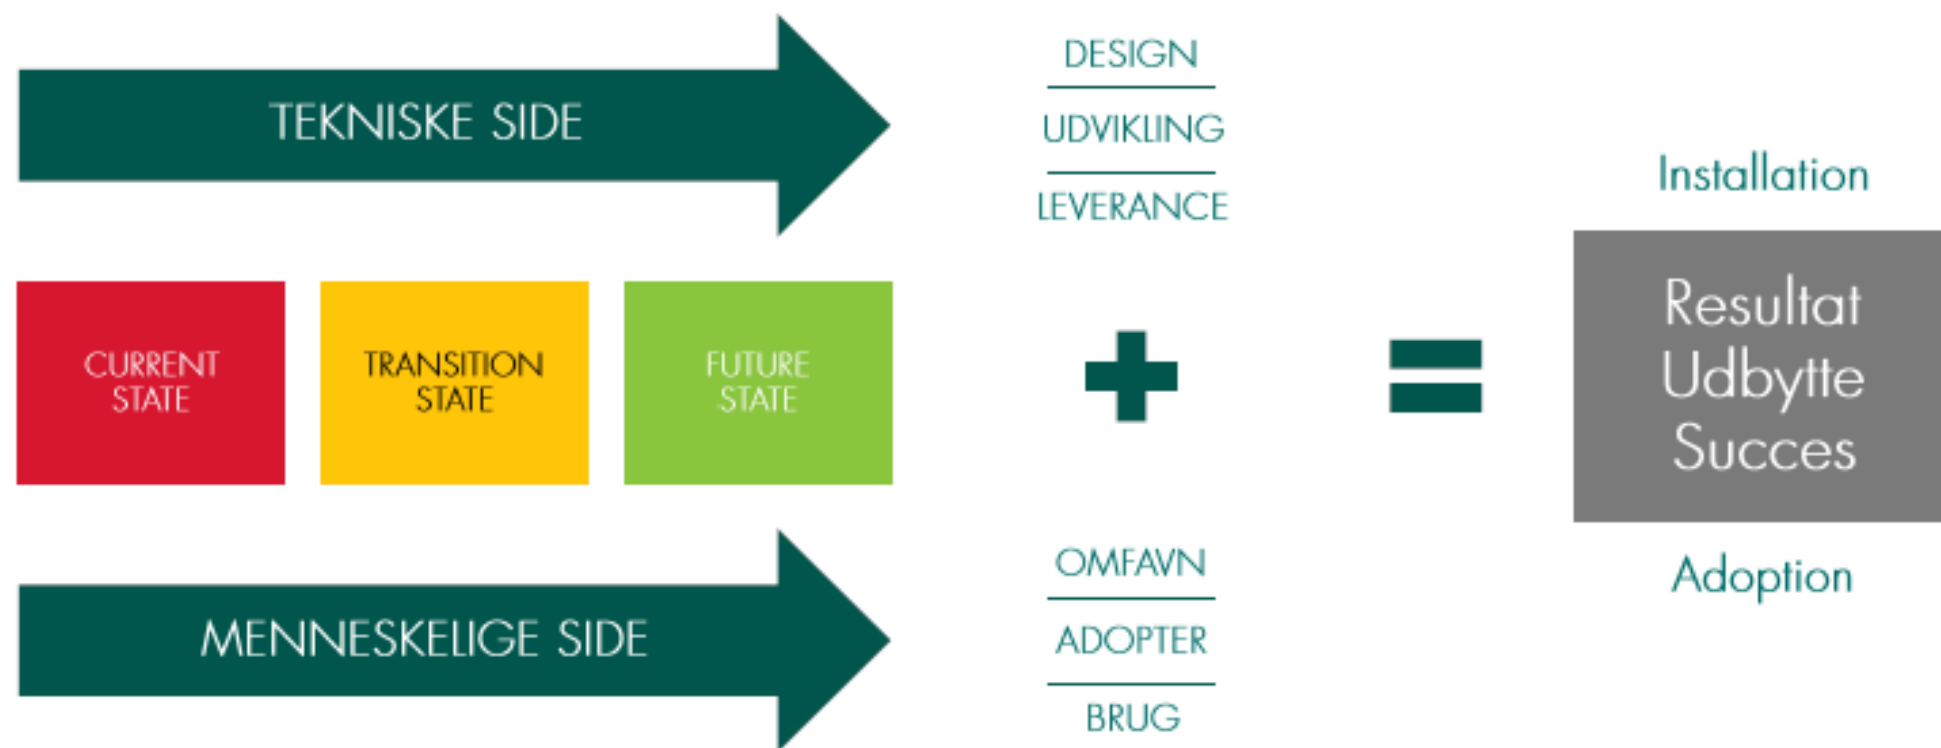 TEKNISKE SIDE
DESIGN
UDVIKLING
LEVERANCE
CURRENT
STATE
TRANSITION
STATE
FUTURE
STATE
+
=
Installation
Resultat
Udbytte
Succes
Adoption
MENNESKELIGE SIDE
OMFAVN
ADOPTER
BRUG